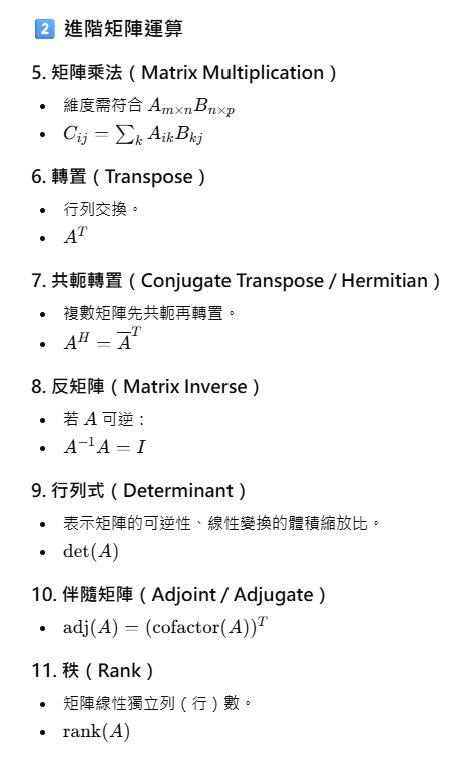 2 進階矩陣運算
5. 矩陣乘法（Matrix Multiplication）
• 維度需符合 $A_{m\times n}B_{n\times p}$
• $C_{ij} = \sum_k A_{ik}B_{kj}$
6. 轉置（Transpose）
• 行列交換。
• $A^T$
7. 共軛轉置（Conjugate Transpose / Hermitian）
• 複數矩陣先共軛再轉置。
• $A^H = \overline{A}^T$
8. 反矩陣（Matrix Inverse）
• 若 $A$ 可逆：
• $A^{-1}A = I$
9. 行列式（Determinant）
• 表示矩陣的可逆性、線性變換的體積縮放比。
• $\det(A)$
10. 伴隨矩陣（Adjoint / Adjugate）
• $\text{adj}(A) = (\text{cofactor}(A))^T$
11. 秩（Rank）
• 矩陣線性獨立列（行）數。
• $\text{rank}(A)$